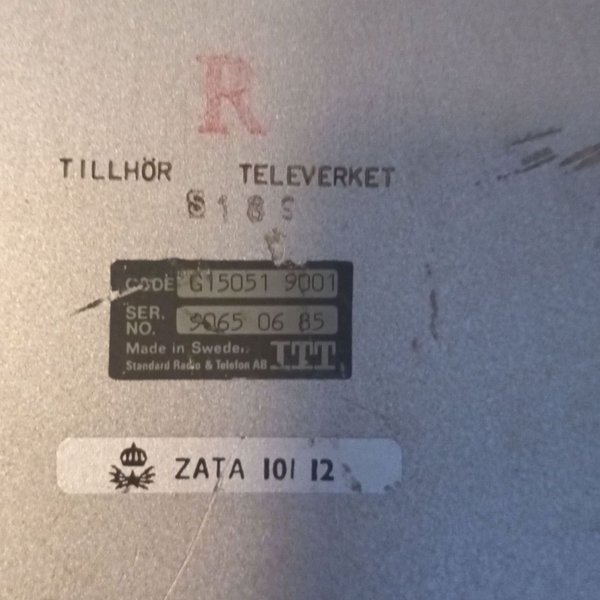 R
TILLHÖR TELEVERKET
CODE G15051 9001
SER. NO. 9065 06 85
Made in Sweden ITT
Standard Radio & Telefon AB
ZATA 101 12